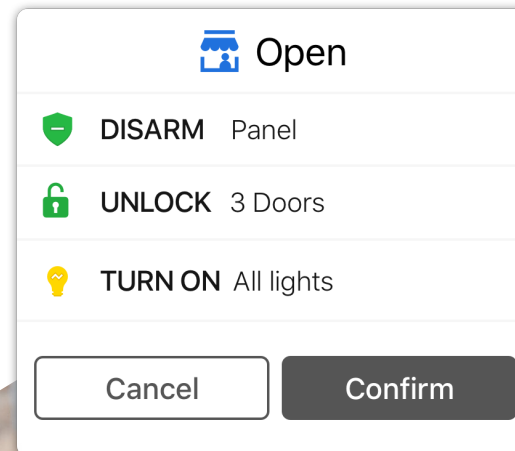 Open
DISARM Panel
UNLOCK 3 Doors
TURN ON All lights
Cancel Confirm